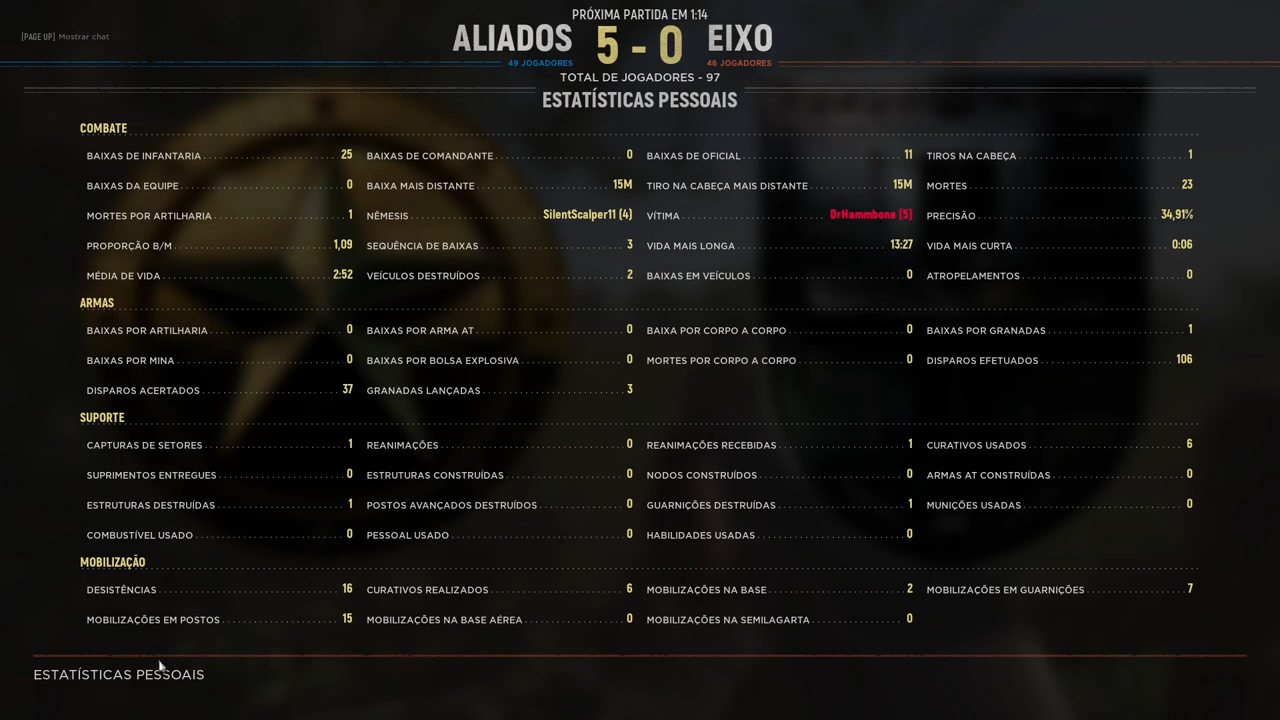 PRÓXIMA PARTIDA EM 1:14
[PAGE UP] Mostrar chat
ALIADOS 5 - 0 EIXO
49 JOGADORES 46 JOGADORES
TOTAL DE JOGADORES - 97
ESTATÍSTICAS PESSOAIS
COMBATE
BAIXAS DE INFANTARIA 25 BAIXAS DE COMANDANTE 0 BAIXAS DE OFICIAL 11 TIROS NA CABEÇA 1
BAIXAS DA EQUIPE 0 BAIXA MAIS DISTANTE 15M TIRO NA CABEÇA MAIS DISTANTE 15M MORTES 23
MORTES POR ARTILHARIA 1 NÊMESIS SilentScalper11 (4) VÍTIMA DrHammbone (5) PRECISÃO 34,91%
PROPORÇÃO B/M 1,09 SEQUÊNCIA DE BAIXAS 3 VIDA MAIS LONGA 13:27 VIDA MAIS CURTA 0:06
MÉDIA DE VIDA 2:52 VEÍCULOS DESTRUÍDOS 2 BAIXAS EM VEÍCULOS 0 ATROPELAMENTOS 0
ARMAS
BAIXAS POR ARTILHARIA 0 BAIXAS POR ARMA AT 0 BAIXA POR CORPO A CORPO 0 BAIXAS POR GRANADAS 1
BAIXAS POR MINA 0 BAIXAS POR BOLSA EXPLOSIVA 0 MORTES POR CORPO A CORPO 0 DISPAROS EFETUADOS 106
DISPAROS ACERTADOS 37 GRANADAS LANÇADAS 3
SUPORTE
CAPTURAS DE SETORES 1 REANIMAÇÕES 0 REANIMAÇÕES RECEBIDAS 1 CURATIVOS USADOS 6
SUPRIMENTOS ENTREGUES 0 ESTRUTURAS CONSTRUÍDAS 0 NODOS CONSTRUÍDOS 0 ARMAS AT CONSTRUÍDAS 0
ESTRUTURAS DESTRUÍDAS 1 POSTOS AVANÇADOS DESTRUÍDOS 0 GUARNIÇÕES DESTRUÍDAS 1 MUNIÇÕES USADAS 0
COMBUSTÍVEL USADO 0 PESSOAL USADO 0 HABILIDADES USADAS 0
MOBILIZAÇÃO
DESISTÊNCIAS 16 CURATIVOS REALIZADOS 6 MOBILIZAÇÕES NA BASE 2 MOBILIZAÇÕES EM GUARNIÇÕES 7
MOBILIZAÇÕES EM POSTOS 15 MOBILIZAÇÕES NA BASE AÉREA 0 MOBILIZAÇÕES NA SEMILAGARTA 0
ESTATÍSTICAS PESSOAIS